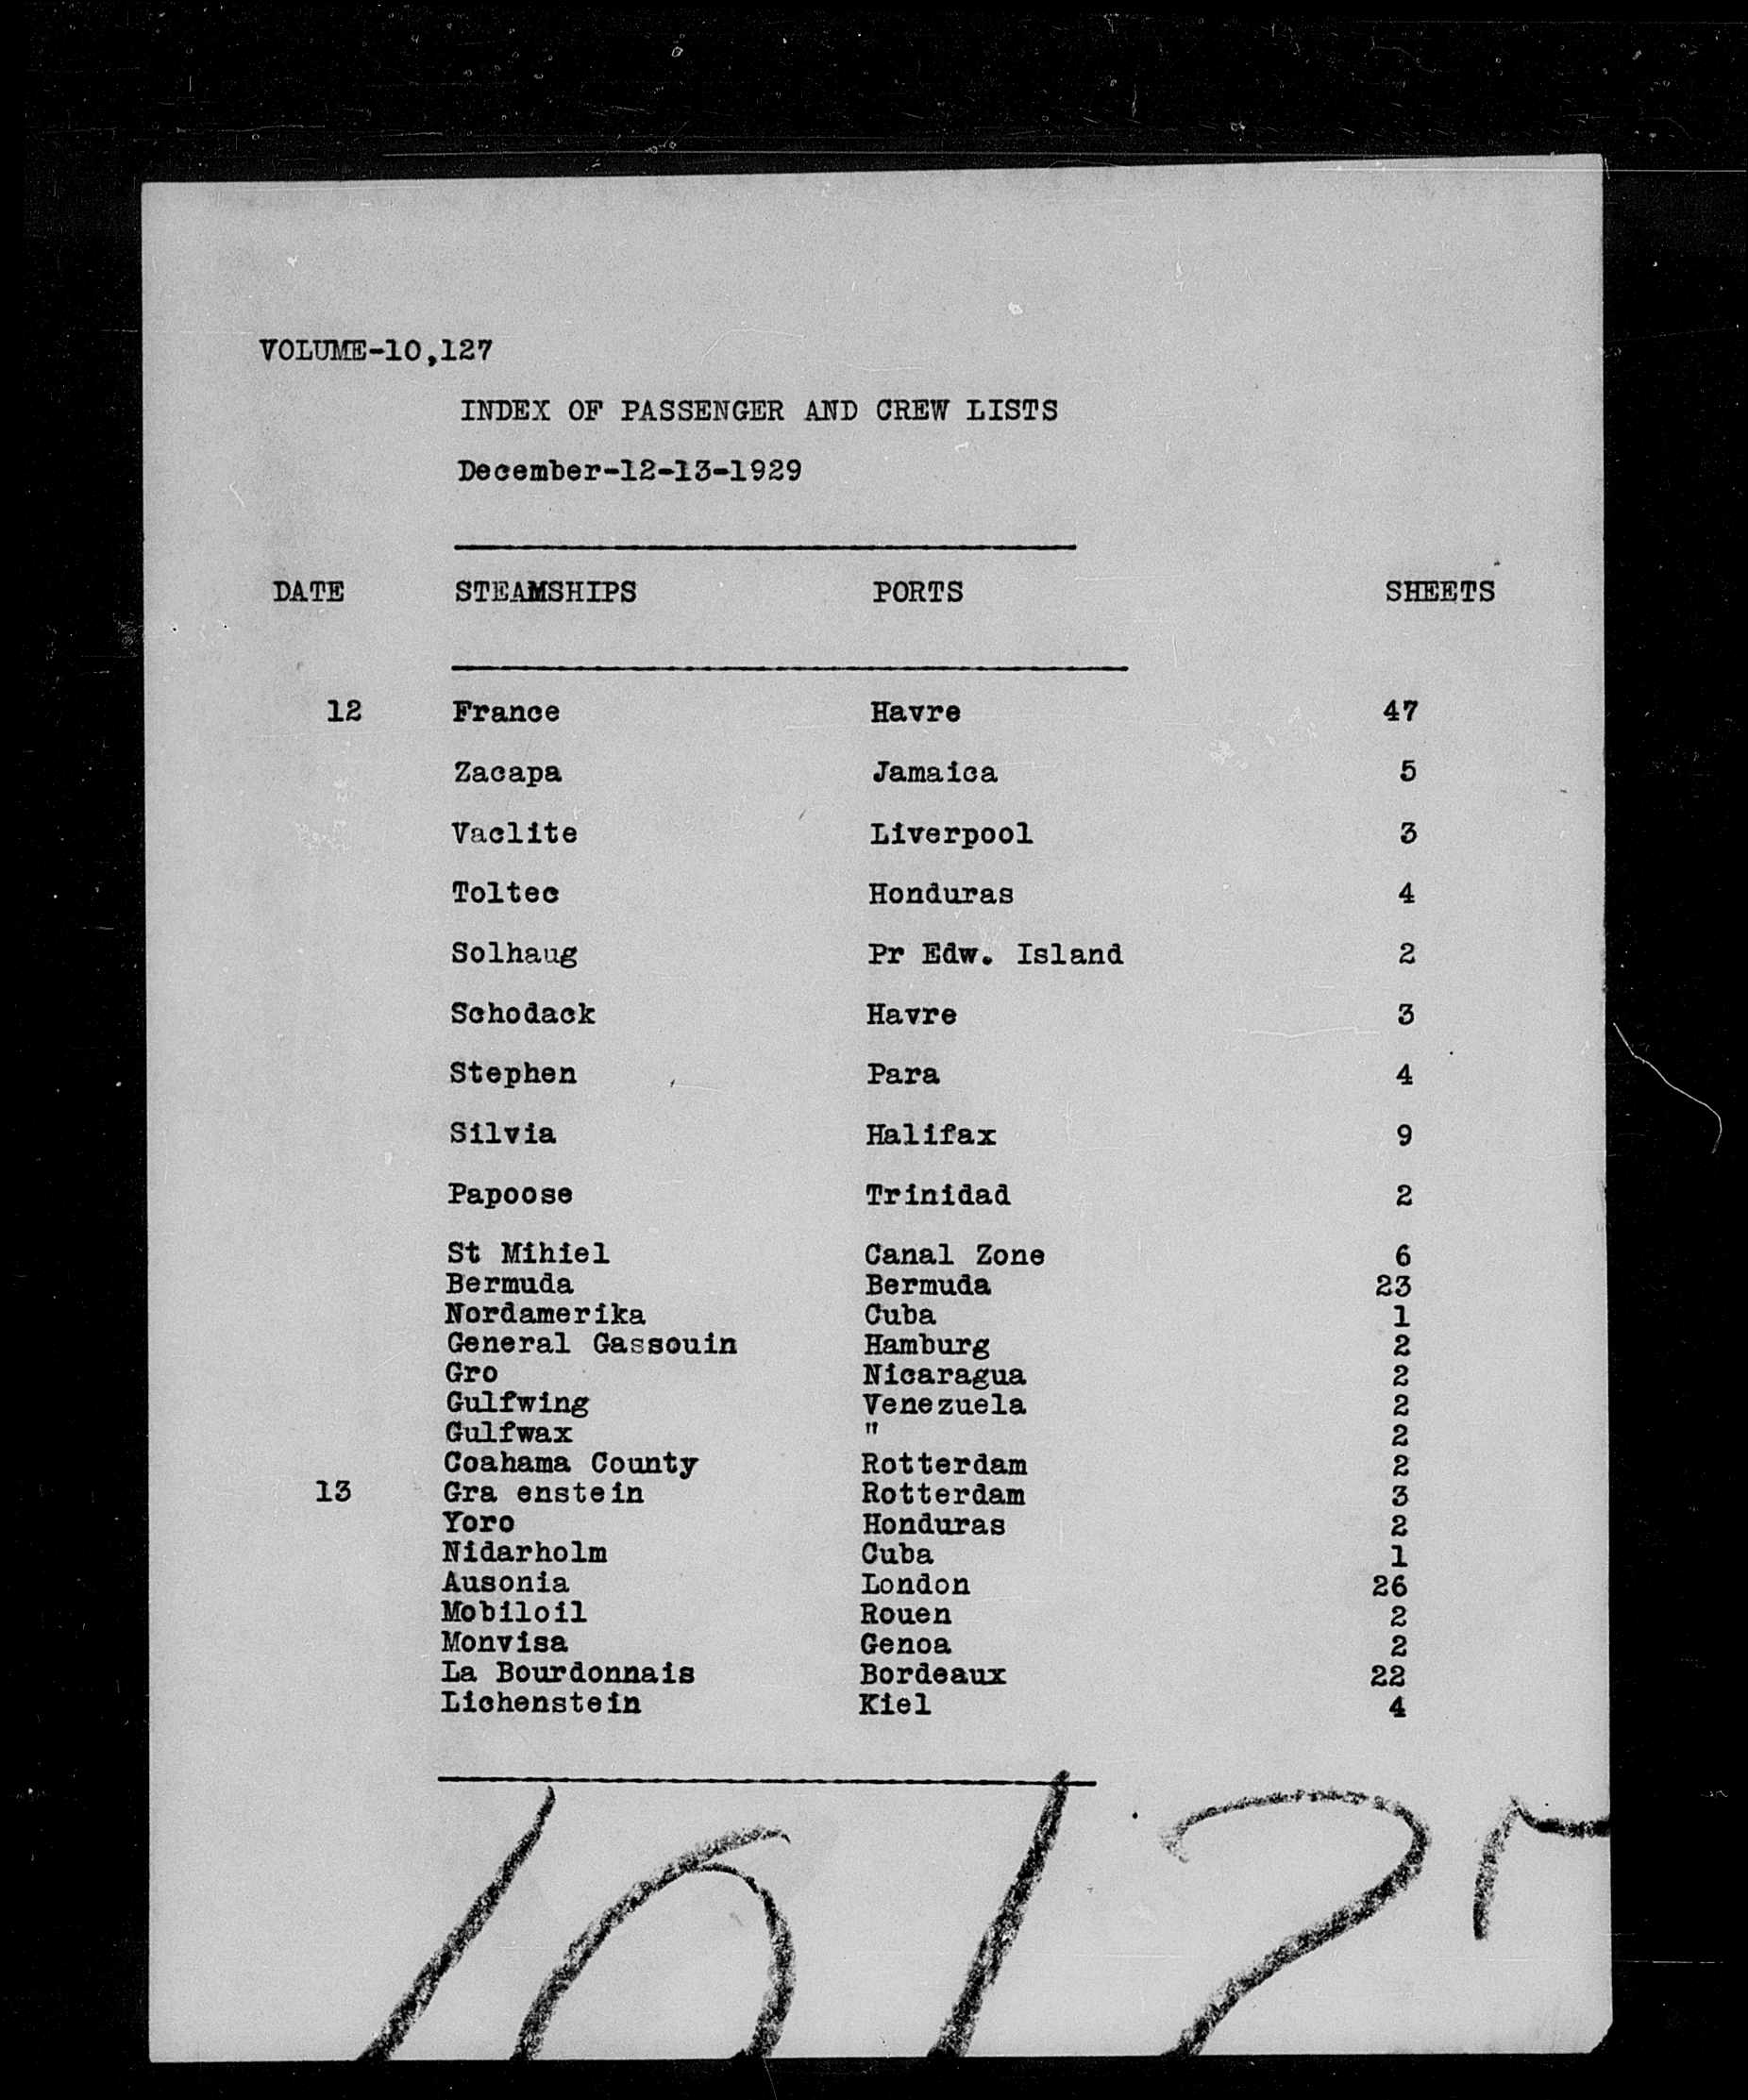 VOLUME-10,127
INDEX OF PASSENGER AND CREW LISTS
December-12-13-1929
DATE STEAMSHIPS PORTS SHEETS
12 France Havre 47
Zacapa Jamaica 5
Vaclite Liverpool 3
Toltec Honduras 4
Solhaug Pr Edw. Island 2
Schodack Havre 3
Stephen Para 4
Silvia Halifax 9
Papoose Trinidad 2
St Mihiel Canal Zone 6
Bermuda Bermuda 23
Nordamerika Cuba 1
General Gassouin Hamburg 2
Gro Nicaragua 2
Gulfwing Venezuela 2
Gulfwax " 2
Coahama County Rotterdam 2
13 Gra enstein Rotterdam 3
Yoro Honduras 2
Nidarholm Cuba 1
Ausonia London 26
Mobiloil Rouen 2
Monvisa Genoa 2
La Bourdonnais Bordeaux 22
Lichenstein Kiel 4
10127